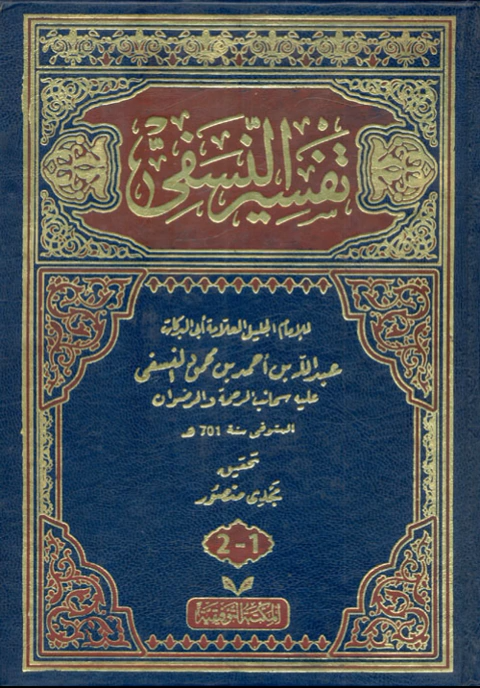 تفسير النسفي
للإمام الجليل العلامة أبي البركات
عبد الله بن أحمد بن محمود النسفي
عليه سحائب الرحمة والرضوان
المتوفى سنة 701 هـ
تحقيق
مجدي منصور
2-1
المكتبة التوفيقية